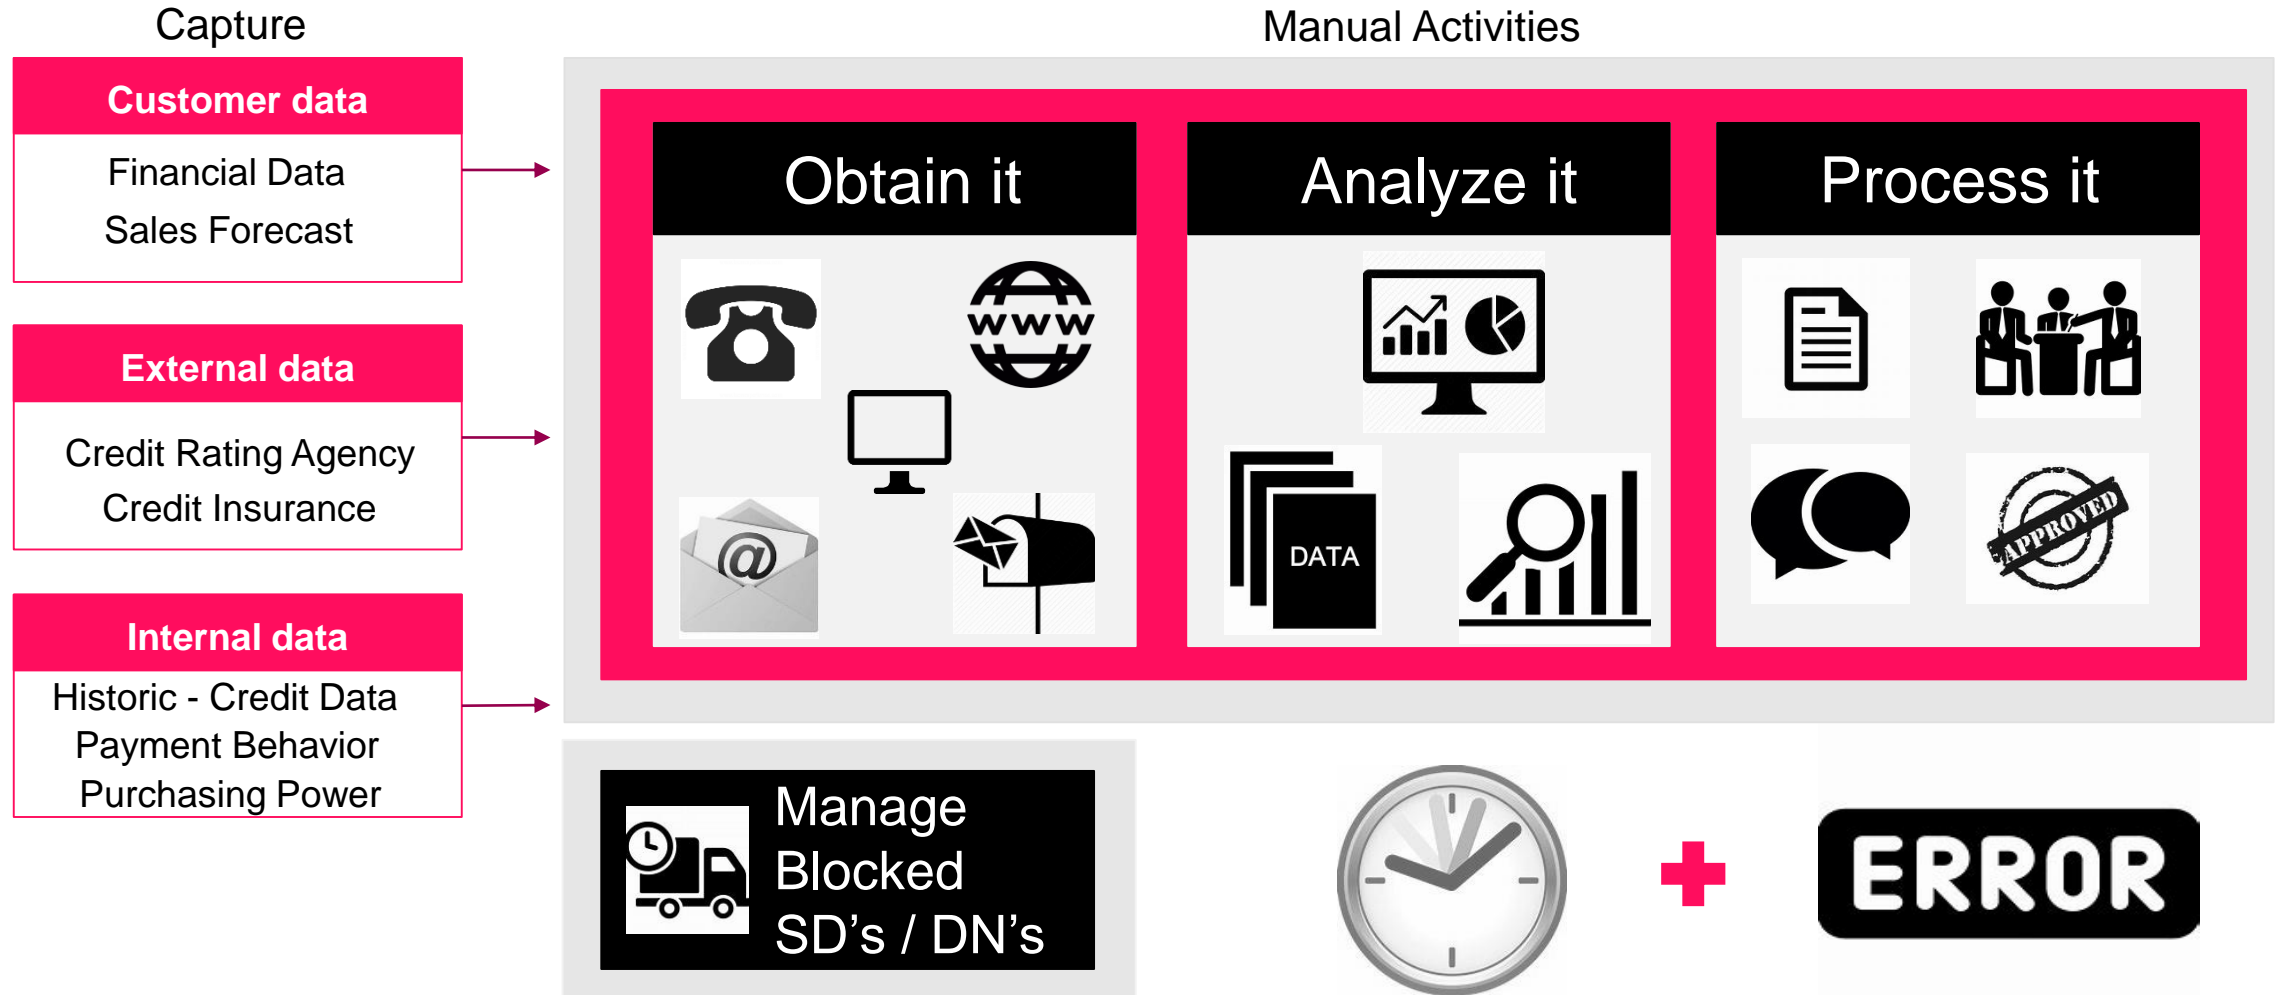 Capture
Manual Activities
Customer data
Financial Data
Sales Forecast
External data
Credit Rating Agency
Credit Insurance
Internal data
Historic - Credit Data
Payment Behavior
Purchasing Power
Obtain it
www
@
Analyze it
DATA
Process it
APPROVED
Manage
Blocked
SD’s / DN’s
ERROR